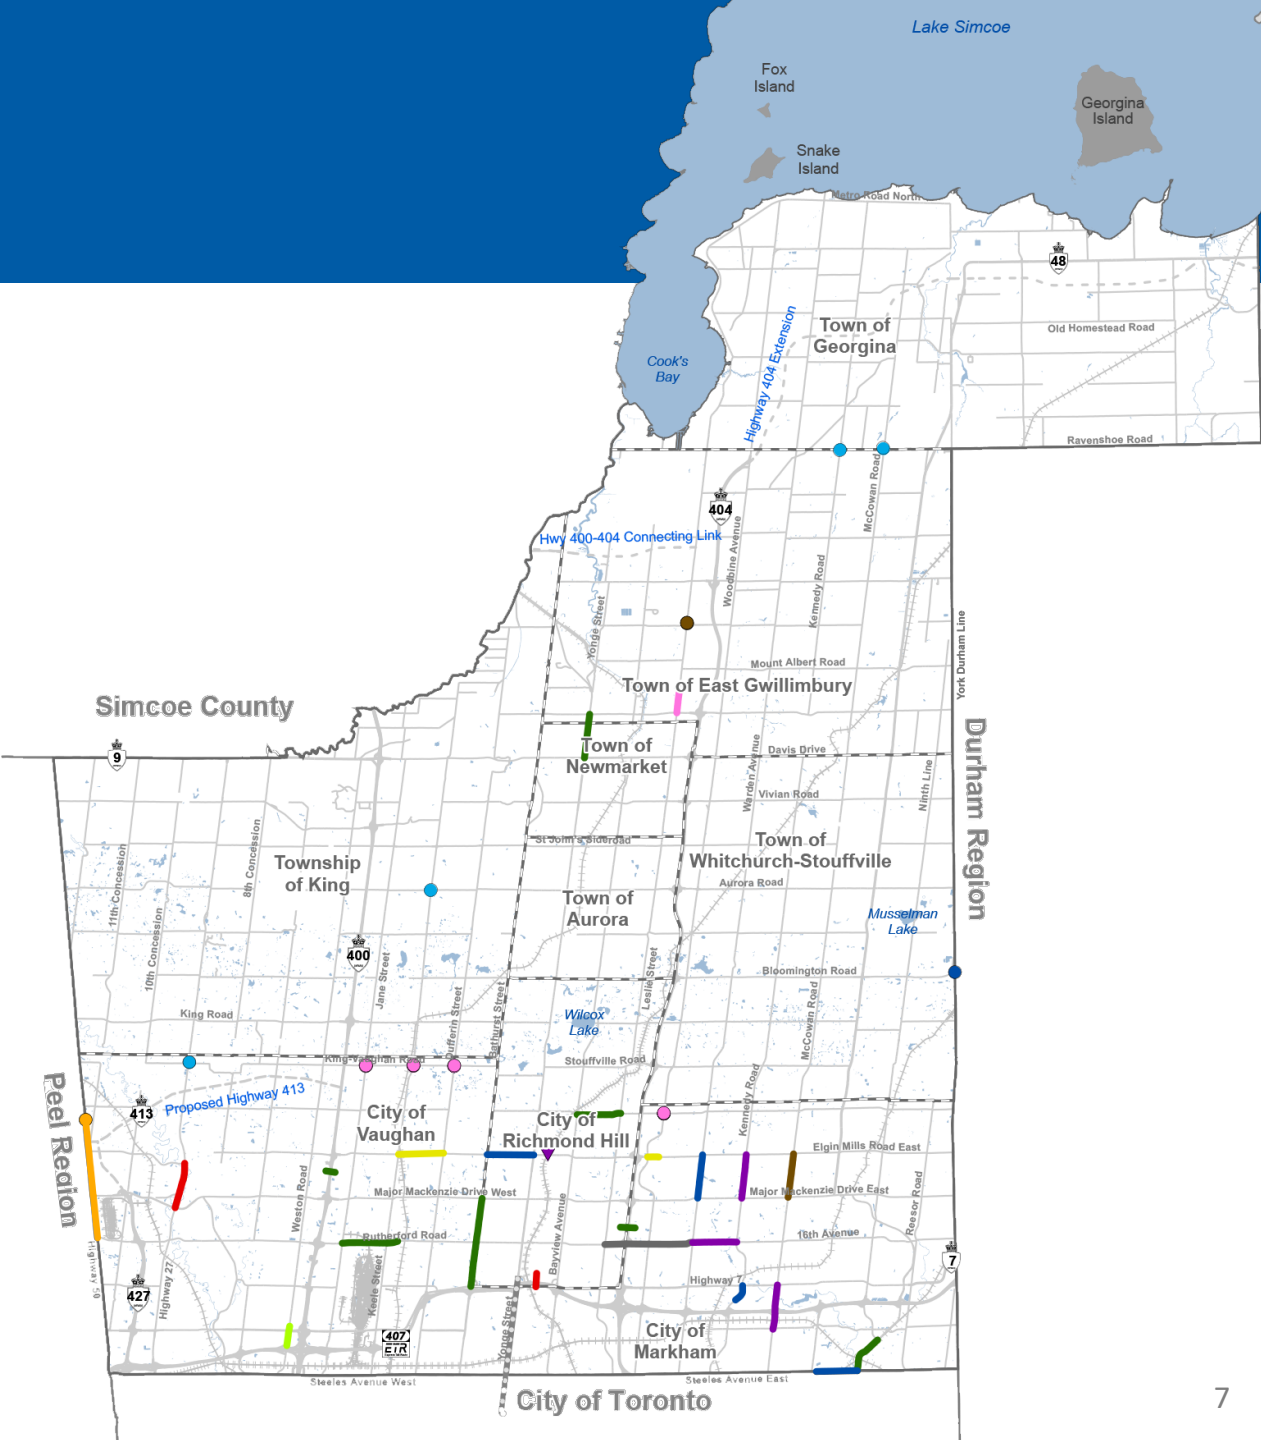 Lake Simcoe
Fox
Island
Georgina
Island
Snake
Island
Metro Road North
48
Town of
Georgina
Old Homestead Road
Highway 404 Extension
Cook's
Bay
Ravenshoe Road
McCowan Road
404
Hwy 400-404 Connecting Link
Woodbine Avenue
Kennedy Road
Yonge Street
York Durham Line
Mount Albert Road
Town of East Gwillimbury
Simcoe County
9
Town of
Newmarket
Davis Drive
Durham Region
Warden Avenue
Vivian Road
Ninth Line
St John's Sideroad
Town of
Whitchurch-Stouffville
Township
of King
8th Concession
11th Concession
Aurora Road
Town of
Aurora
Musselman
Lake
10th Concession
400
Jane Street
Leslie Street
Bloomington Road
King Road
Dufferin Street
Bathurst Street
Wilcox
Lake
McCowan Road
King-Vaughan Road
Stouffville Road
Peel Region
413
Proposed Highway 413
City of
Vaughan
City of
Richmond Hill
Kennedy Road
Elgin Mills Road East
Weston Road
Major Mackenzie Drive West
Major Mackenzie Drive East
Reesor Road
Rutherford Road
Bayview Avenue
16th Avenue
Highway 50
Highway 27
Keele Street
Highway 7
7
427
407
ETR
Yonge Street
City of
Markham
Steeles Avenue West
Steeles Avenue East
City of Toronto
7